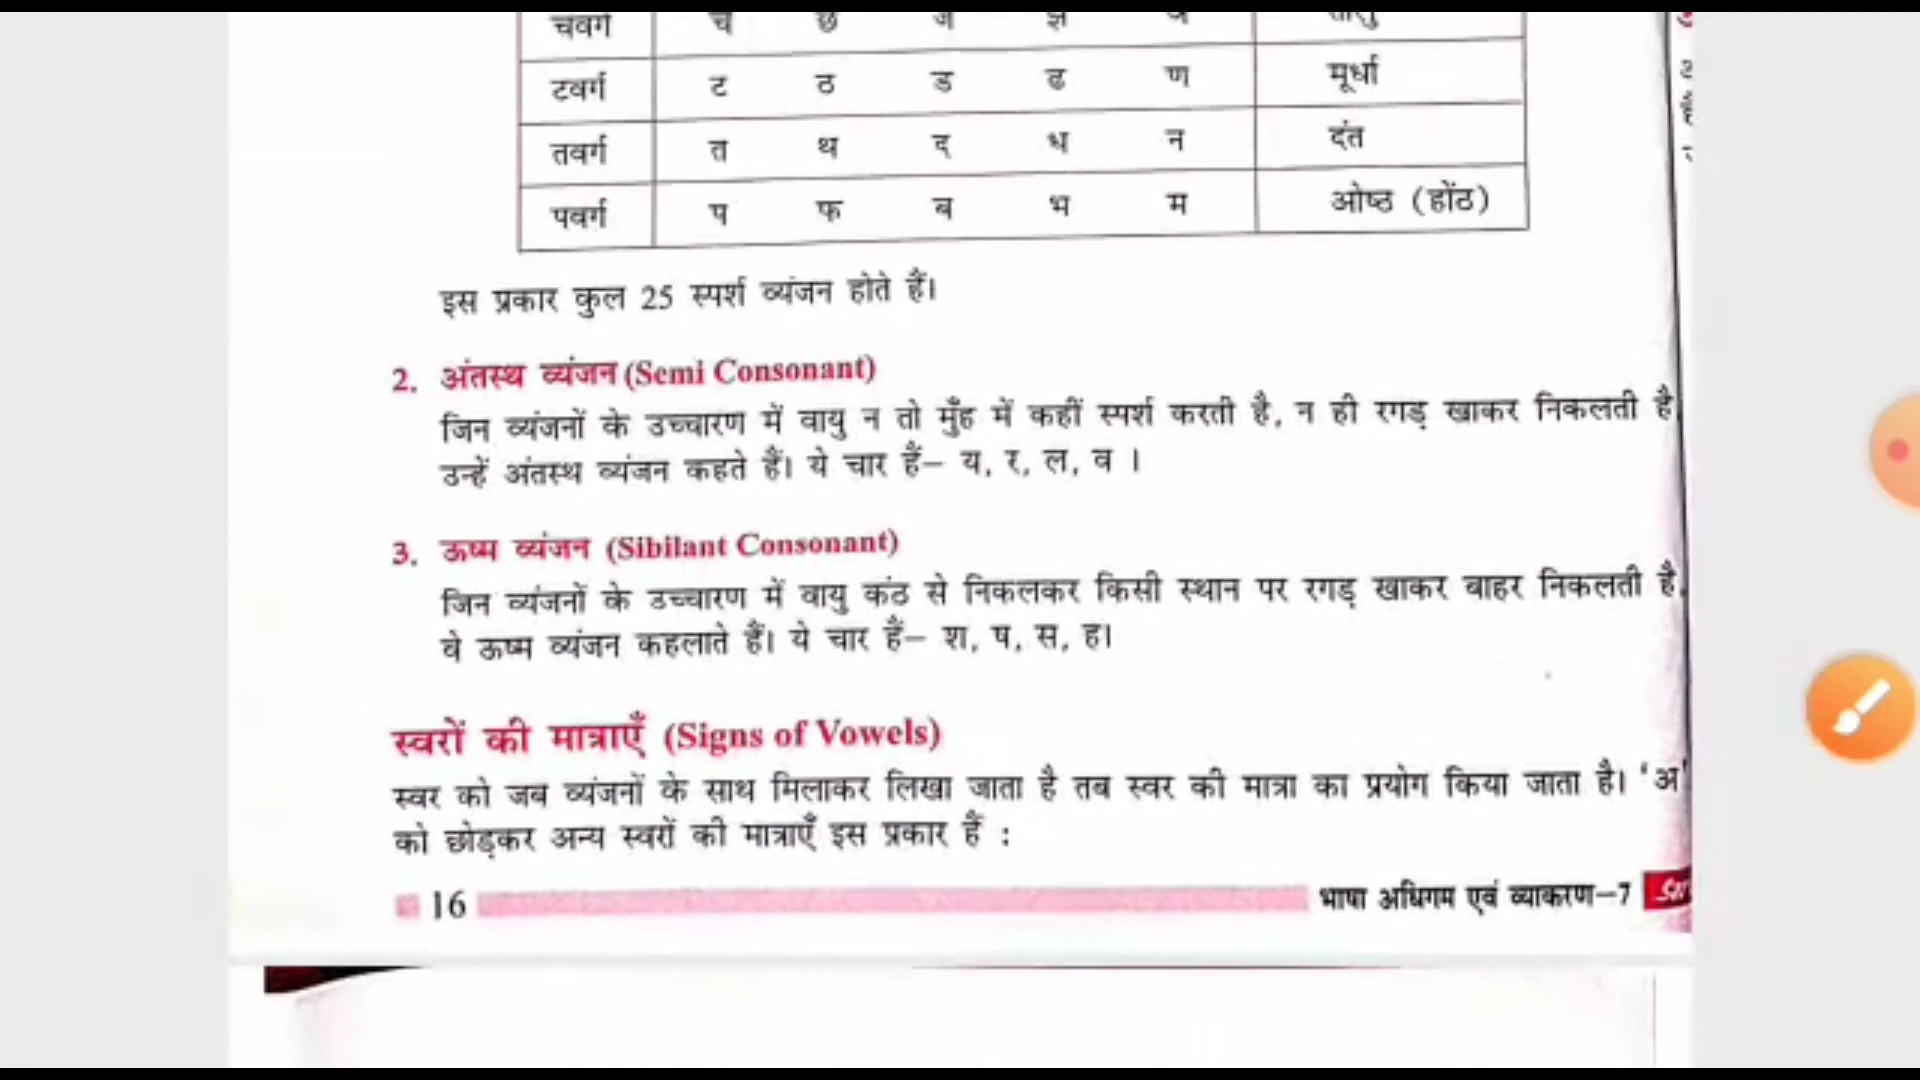 चवर्ग च छ ज झ ञ तालु
टवर्ग ट ठ ड ढ ण मूर्धा
तवर्ग त थ द ध न दंत
पवर्ग प फ ब भ म ओष्ठ (होंठ)
इस प्रकार कुल 25 स्पर्श व्यंजन होते हैं।
2. अंतस्थ व्यंजन (Semi Consonant)
जिन व्यंजनों के उच्चारण में वायु न तो मुँह में कहीं स्पर्श करती है, न ही रगड़ खाकर निकलती है
उन्हें अंतस्थ व्यंजन कहते हैं। ये चार हैं– य, र, ल, व ।
3. ऊष्म व्यंजन (Sibilant Consonant)
जिन व्यंजनों के उच्चारण में वायु कंठ से निकलकर किसी स्थान पर रगड़ खाकर बाहर निकलती है,
वे ऊष्म व्यंजन कहलाते हैं। ये चार हैं– श, ष, स, ह।
स्वरों की मात्राएँ (Signs of Vowels)
स्वर को जब व्यंजनों के साथ मिलाकर लिखा जाता है तब स्वर की मात्रा का प्रयोग किया जाता है। 'अ'
को छोड़कर अन्य स्वरों की मात्राएँ इस प्रकार हैं :
16 भाषा अधिगम एवं व्याकरण–7